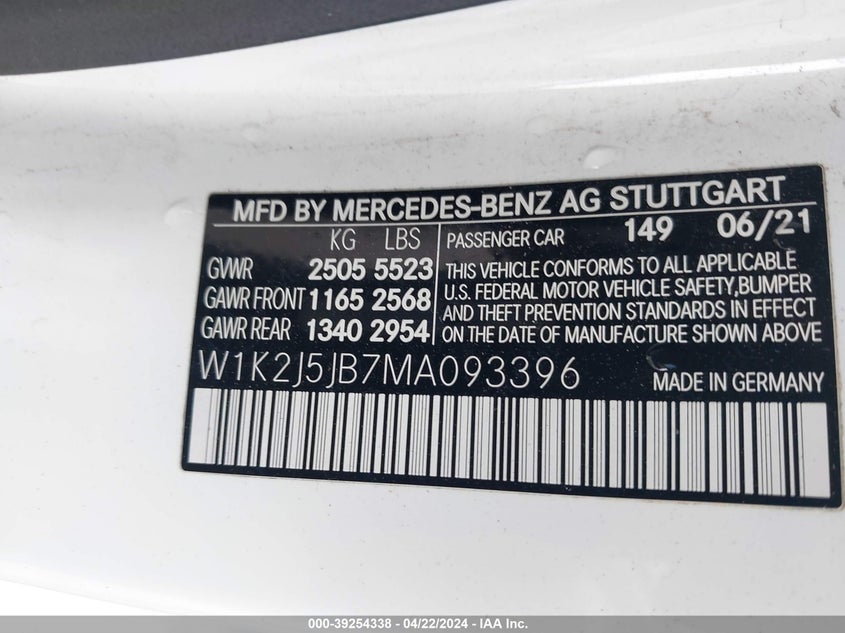 MFD BY MERCEDES-BENZ AG STUTTGART
KG LBS
GVWR 2505 5523
GAWR FRONT 1165 2568
GAWR REAR 1340 2954
PASSENGER CAR 149 06/21
THIS VEHICLE CONFORMS TO ALL APPLICABLE
U.S. FEDERAL MOTOR VEHICLE SAFETY,BUMPER
AND THEFT PREVENTION STANDARDS IN EFFECT
ON THE DATE OF MANUFACTURE SHOWN ABOVE
W1K2J5JB7MA093396 MADE IN GERMANY
000-39254338 - 04/22/2024 - IAA Inc.